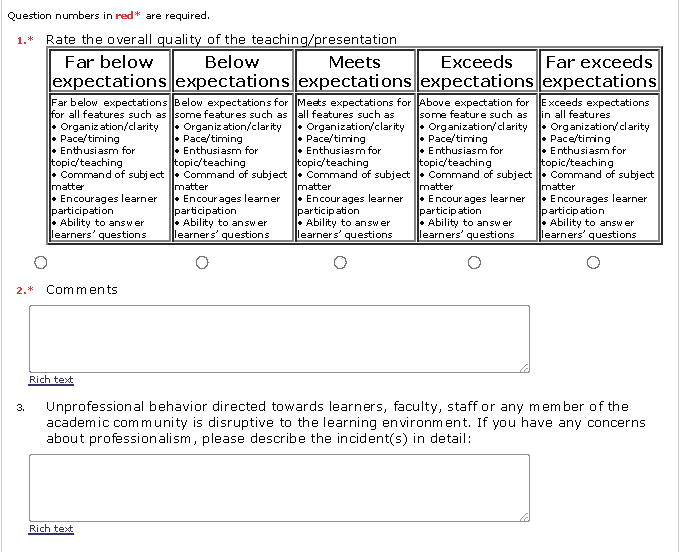 Question numbers in red* are required.
1.* Rate the overall quality of the teaching/presentation
Far below expectations
Below expectations
Meets expectations
Exceeds expectations
Far exceeds expectations
Far below expectations
for all features such as
• Organization/clarity
• Pace/timing
• Enthusiasm for
topic/teaching
• Command of subject
matter
• Encourages learner
participation
• Ability to answer
learners' questions
Below expectations for
some features such as
• Organization/clarity
• Pace/timing
• Enthusiasm for
topic/teaching
• Command of subject
matter
• Encourages learner
participation
• Ability to answer
learners' questions
Meets expectations for
all features such as
• Organization/clarity
• Pace/timing
• Enthusiasm for
topic/teaching
• Command of subject
matter
• Encourages learner
participation
• Ability to answer
learners' questions
Above expectation for
some feature such as
• Organization/clarity
• Pace/timing
• Enthusiasm for
topic/teaching
• Command of subject
matter
• Encourages learner
participation
• Ability to answer
learners' questions
Exceeds expectations
in all features
• Organization/clarity
• Pace/timing
• Enthusiasm for
topic/teaching
• Command of subject
matter
• Encourages learner
participation
• Ability to answer
learners' questions
2.* Comments
Rich text
3. Unprofessional behavior directed towards learners, faculty, staff or any member of the
academic community is disruptive to the learning environment. If you have any concerns
about professionalism, please describe the incident(s) in detail:
Rich text